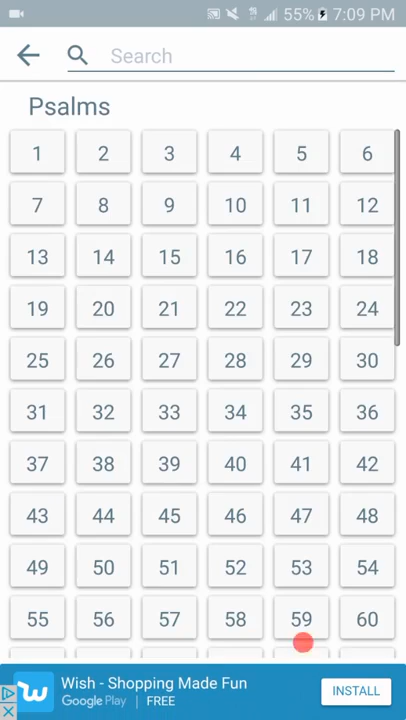 55% 7:09 PM
Search
Psalms
1 2 3 4 5 6
7 8 9 10 11 12
13 14 15 16 17 18
19 20 21 22 23 24
25 26 27 28 29 30
31 32 33 34 35 36
37 38 39 40 41 42
43 44 45 46 47 48
49 50 51 52 53 54
55 56 57 58 59 60
Wish - Shopping Made Fun
Google Play | FREE
INSTALL